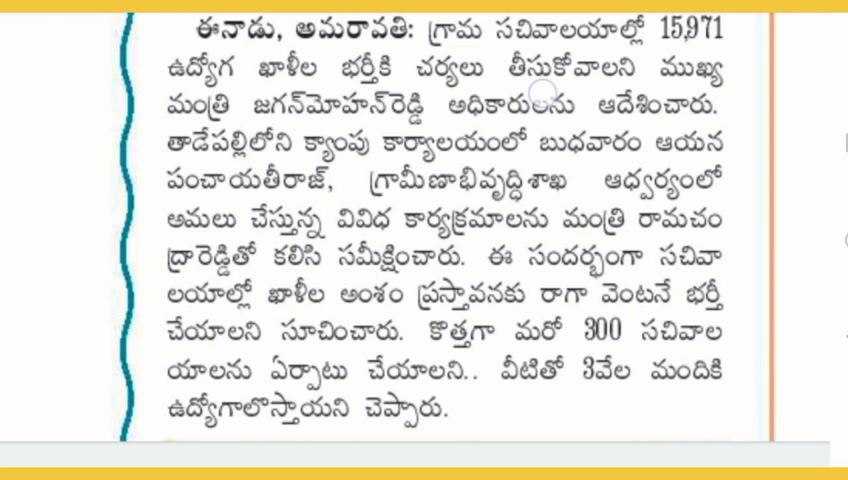 ఈనాడు, అమరావతి: గ్రామ సచివాలయాల్లో 15,971
ఉద్యోగ ఖాళీల భర్తీకి చర్యలు తీసుకోవాలని ముఖ్య
మంత్రి జగన్‌మోహన్‌రెడ్డి అధికారులను ఆదేశించారు.
తాడేపల్లిలోని క్యాంపు కార్యాలయంలో బుధవారం ఆయన
పంచాయతీరాజ్, గ్రామీణాభివృద్ధిశాఖ ఆధ్వర్యంలో
అమలు చేస్తున్న వివిధ కార్యక్రమాలను మంత్రి రామచం
ద్రారెడ్డితో కలిసి సమీక్షించారు. ఈ సందర్భంగా సచివా
లయాల్లో ఖాళీల అంశం ప్రస్తావనకు రాగా వెంటనే భర్తీ
చేయాలని సూచించారు. కొత్తగా మరో 300 సచివాల
యాలను ఏర్పాటు చేయాలని.. వీటితో 3వేల మందికి
ఉద్యోగాలొస్తాయని చెప్పారు.